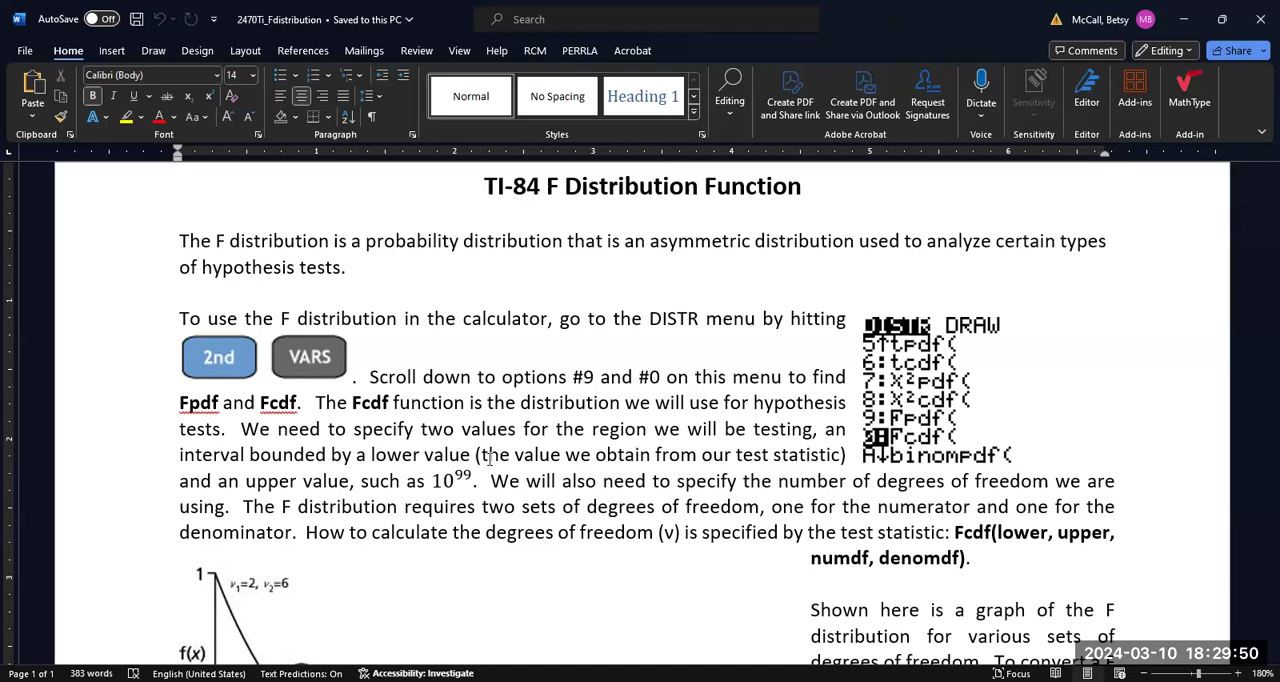 AutoSave Off 2470Ti_Fdistribution • Saved to this PC Search McCall, Betsy MB
File Home Insert Draw Design Layout References Mailings Review View Help RCM PERRLA Acrobat Comments Editing Share
Paste Calibri (Body) 14 Normal No Spacing Heading 1 Editing Create PDF and Share link Create PDF and Share via Outlook Request Signatures Dictate Sensitivity Editor Add-ins MathType
Clipboard Font Paragraph Styles Adobe Acrobat Voice Sensitivity Editor Add-ins Add-in
TI-84 F Distribution Function
The F distribution is a probability distribution that is an asymmetric distribution used to analyze certain types
of hypothesis tests.
To use the F distribution in the calculator, go to the DISTR menu by hitting
2nd VARS . Scroll down to options #9 and #0 on this menu to find
Fpdf and Fcdf. The Fcdf function is the distribution we will use for hypothesis
tests. We need to specify two values for the region we will be testing, an
interval bounded by a lower value (the value we obtain from our test statistic)
DISTR DRAW
5↑tpdf(
6:tcdf(
7:X²pdf(
8:X²cdf(
9:Fpdf(
0:Fcdf(
A↓binompdf(
and an upper value, such as 10⁹⁹. We will also need to specify the number of degrees of freedom we are
using. The F distribution requires two sets of degrees of freedom, one for the numerator and one for the
denominator. How to calculate the degrees of freedom (ν) is specified by the test statistic: Fcdf(lower, upper,
numdf, denomdf).
1
ν₁=2, ν₂=6
f(x)
Shown here is a graph of the F
distribution for various sets of
degrees of freedom. To convert a F
2024-03-10 18:29:50
Page 1 of 1 383 words English (United States) Text Predictions: On Accessibility: Investigate Focus 180%